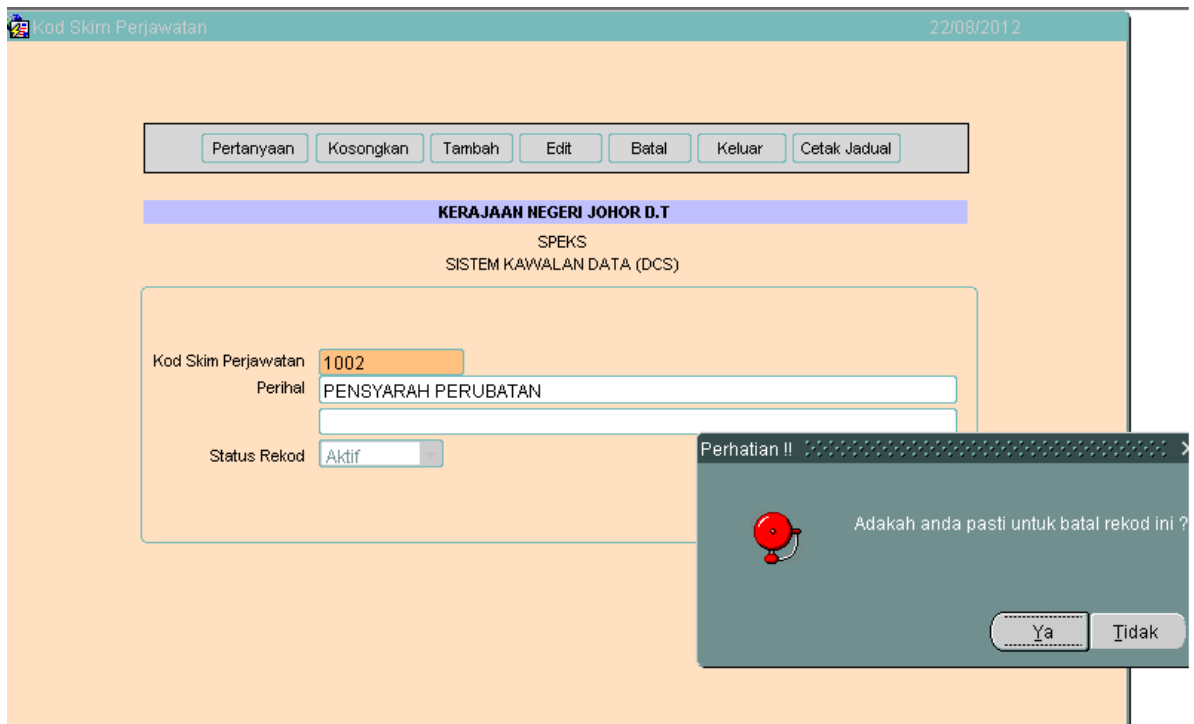 Kod Skim Perjawatan 22/08/2012
Pertanyaan Kosongkan Tambah Edit Batal Keluar Cetak Jadual
KERAJAAN NEGERI JOHOR D.T
SPEKS
SISTEM KAWALAN DATA (DCS)
Kod Skim Perjawatan 1002
Perihal PENSYARAH PERUBATAN
Status Rekod Aktif
Perhatian !!
Adakah anda pasti untuk batal rekod ini ?
Ya Tidak